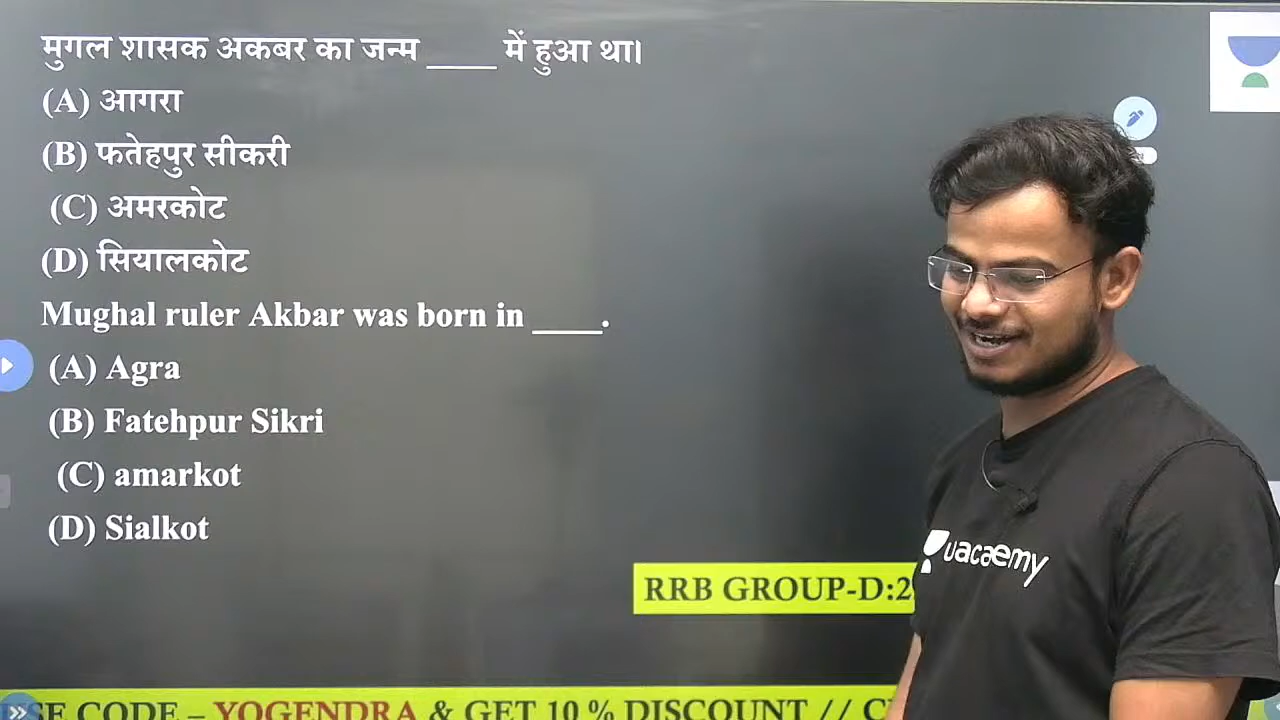 मुगल शासक अकबर का जन्म ____ में हुआ था।
(A) आगरा
(B) फतेहपुर सीकरी
(C) अमरकोट
(D) सियालकोट
Mughal ruler Akbar was born in ____.
(A) Agra
(B) Fatehpur Sikri
(C) amarkot
(D) Sialkot
uacaemy
RRB GROUP-D:2
SE CODE – YOGENDRA & GET 10 % DISCOUNT // C